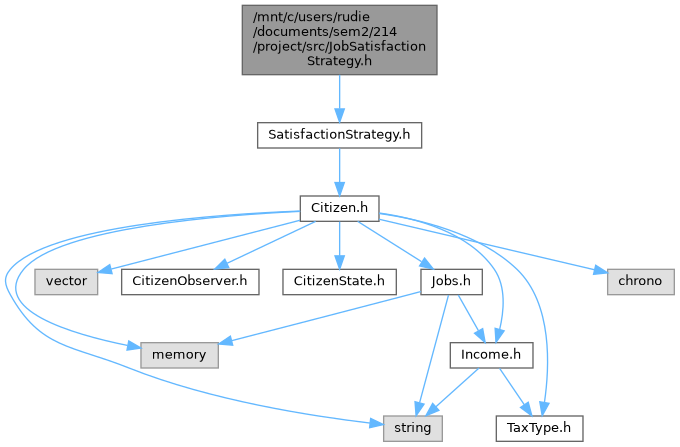 /mnt/c/users/rudie
/documents/sem2/214
/project/src/JobSatisfaction
Strategy.h
SatisfactionStrategy.h
Citizen.h
vector
CitizenObserver.h
CitizenState.h
Jobs.h
chrono
memory
Income.h
string
TaxType.h